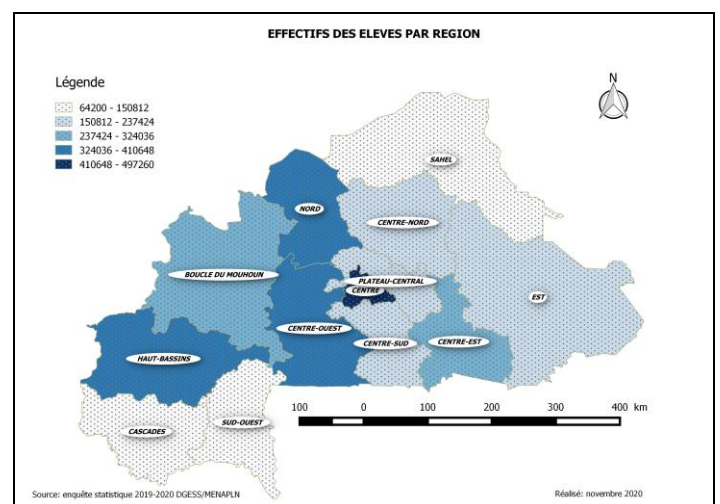 EFFECTIFS DES ELEVES PAR REGION
Légende
64200 - 150812
150812 - 237424
237424 - 324036
324036 - 410648
410648 - 497260
N
SAHEL
NORD
CENTRE-NORD
BOUCLE DU MOUHOUN
PLATEAU-CENTRAL
CENTRE
EST
CENTRE-OUEST
CENTRE-SUD
CENTRE-EST
HAUT-BASSINS
SUD-OUEST
CASCADES
100 0 100 200 300 400 km
Source: enquête statistique 2019-2020 DGESS/MENAPLN
Réalisé: novembre 2020